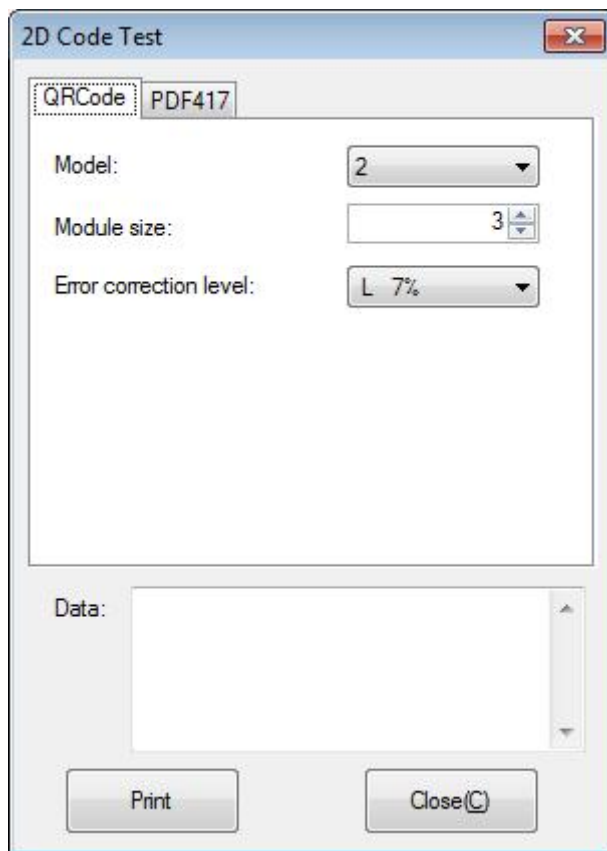 2D Code Test
QRCode PDF417
Model: 2
Module size: 3
Error correction level: L 7%
Data:
Print Close(C)